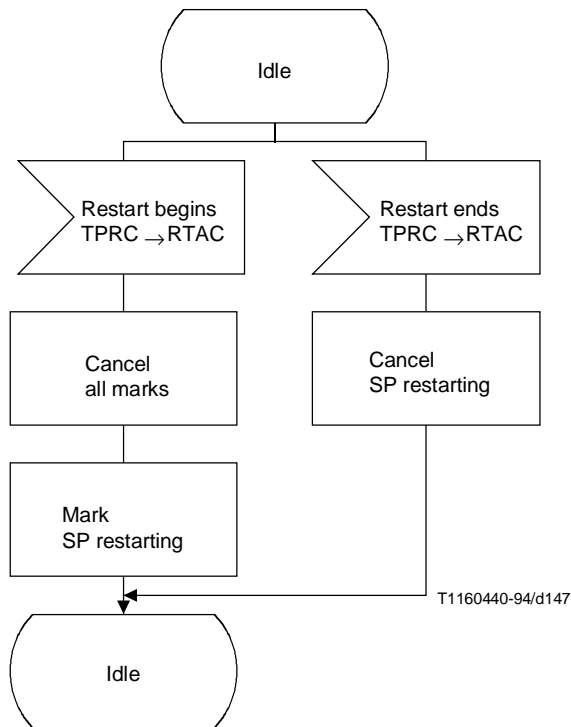 Idle
Restart begins
TPRC → RTAC
Restart ends
TPRC → RTAC
Cancel
all marks
Cancel
SP restarting
Mark
SP restarting
T1160440-94/d147
Idle